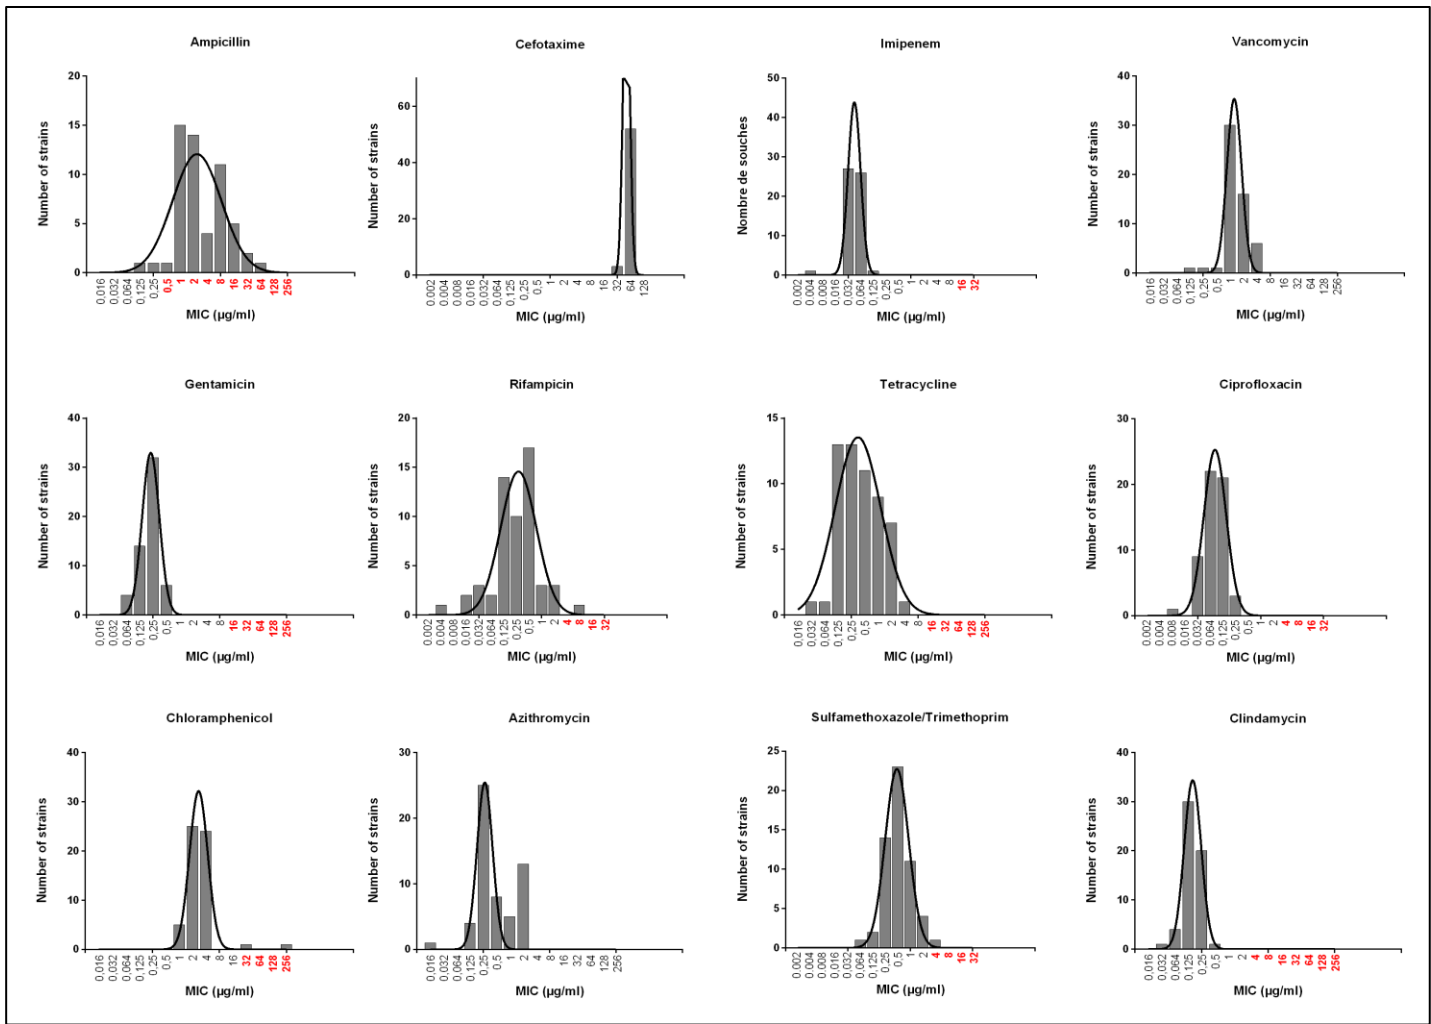 Ampicillin
Number of strains
20
15
10
5
0
0,016 0,032 0,064 0,125 0,25 0,5 1 2 4 8 16 32 64 128 256
MIC (µg/ml)
Cefotaxime
Number of strains
60
40
20
0
0.002 0.004 0.008 0,016 0,032 0,064 0,125 0,25 0,5 1 2 4 8 16 32 64 128
MIC (µg/ml)
Imipenem
Nombre de souches
50
40
30
20
10
0
0.002 0.004 0.008 0,016 0,032 0,064 0,125 0,25 0,5 1 2 4 8 16 32
MIC (µg/ml)
Vancomycin
Number of strains
40
30
20
10
0
0,016 0,032 0,064 0,125 0,25 0,5 1 2 4 8 16 32 64 128 256
MIC (µg/ml)
Gentamicin
Number of strains
40
30
20
10
0
0,016 0,032 0,064 0,125 0,25 0,5 1 2 4 8 16 32 64 128 256
MIC (µg/ml)
Rifampicin
Number of strains
20
15
10
5
0
0.002 0.004 0.008 0,016 0,032 0,064 0,125 0,25 0,5 1 2 4 8 16 32
MIC (µg/ml)
Tetracycline
Number of strains
15
10
5
0
0,016 0,032 0,064 0,125 0,25 0,5 1 2 4 8 16 32 64 128 256
MIC (µg/ml)
Ciprofloxacin
Number of strains
30
20
10
0
0.002 0.004 0.008 0,016 0,032 0,064 0,125 0,25 0,5 1 2 4 8 16 32
MIC (µg/ml)
Chloramphenicol
Number of strains
40
30
20
10
0
0,016 0,032 0,064 0,125 0,25 0,5 1 2 4 8 16 32 64 128 256
MIC (µg/ml)
Azithromycin
Number of strains
30
20
10
0
0,016 0,032 0,064 0,125 0,25 0,5 1 2 4 8 16 32 64 128 256
MIC (µg/ml)
Sulfamethoxazole/Trimethoprim
Number of strains
25
20
15
10
5
0
0.002 0.004 0.008 0,016 0,032 0,064 0,125 0,25 0,5 1 2 4 8 16 32
MIC (µg/ml)
Clindamycin
Number of strains
40
30
20
10
0
0,016 0,032 0,064 0,125 0,25 0,5 1 2 4 8 16 32 64 128 256
MIC (µg/ml)